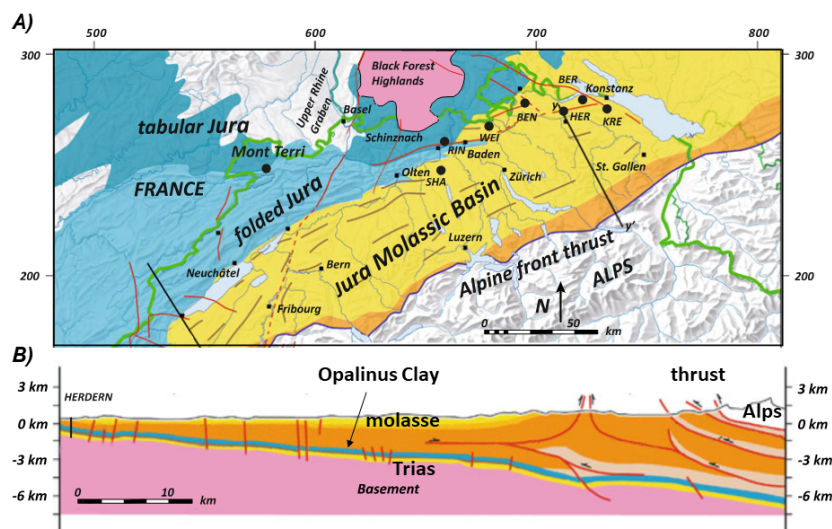 A)
500 600 700 800
300 300
Black Forest
Highlands
Upper Rhine
Graben
Basel
tabular Jura
Mont Terri
Schinznach
FRANCE
folded Jura
BER
Konstanz
y
BEN
HER
KRE
WEI
RIN
Baden
Olten
SHA
Zürich
St. Gallen
Jura Molassic Basin
Luzern
y'
Alpine front thrust
ALPS
200 200
Neuchâtel
Bern
Fribourg
N
0 50
km
B)
Opalinus Clay
thrust
3 km 3 km
HERDERN
molasse
Alps
0 km 0 km
-3 km -3 km
Trias
Basement
-6 km -6 km
0 10
km